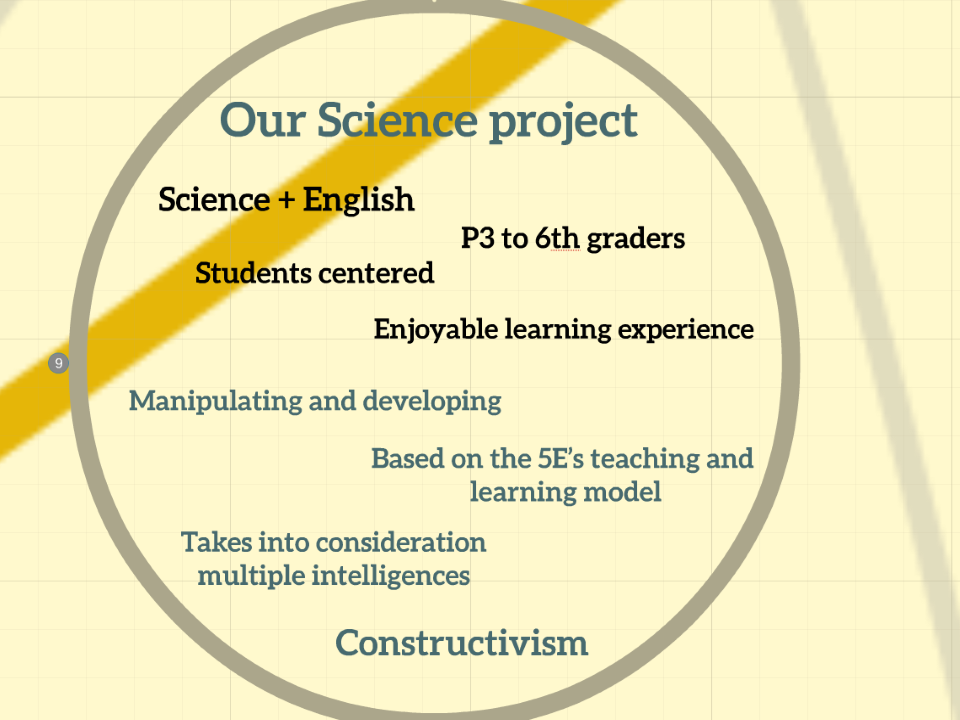 Our Science project
Science + English
P3 to 6th graders
Students centered
Enjoyable learning experience
9
Manipulating and developing
Based on the 5E’s teaching and
learning model
Takes into consideration
multiple intelligences
Constructivism